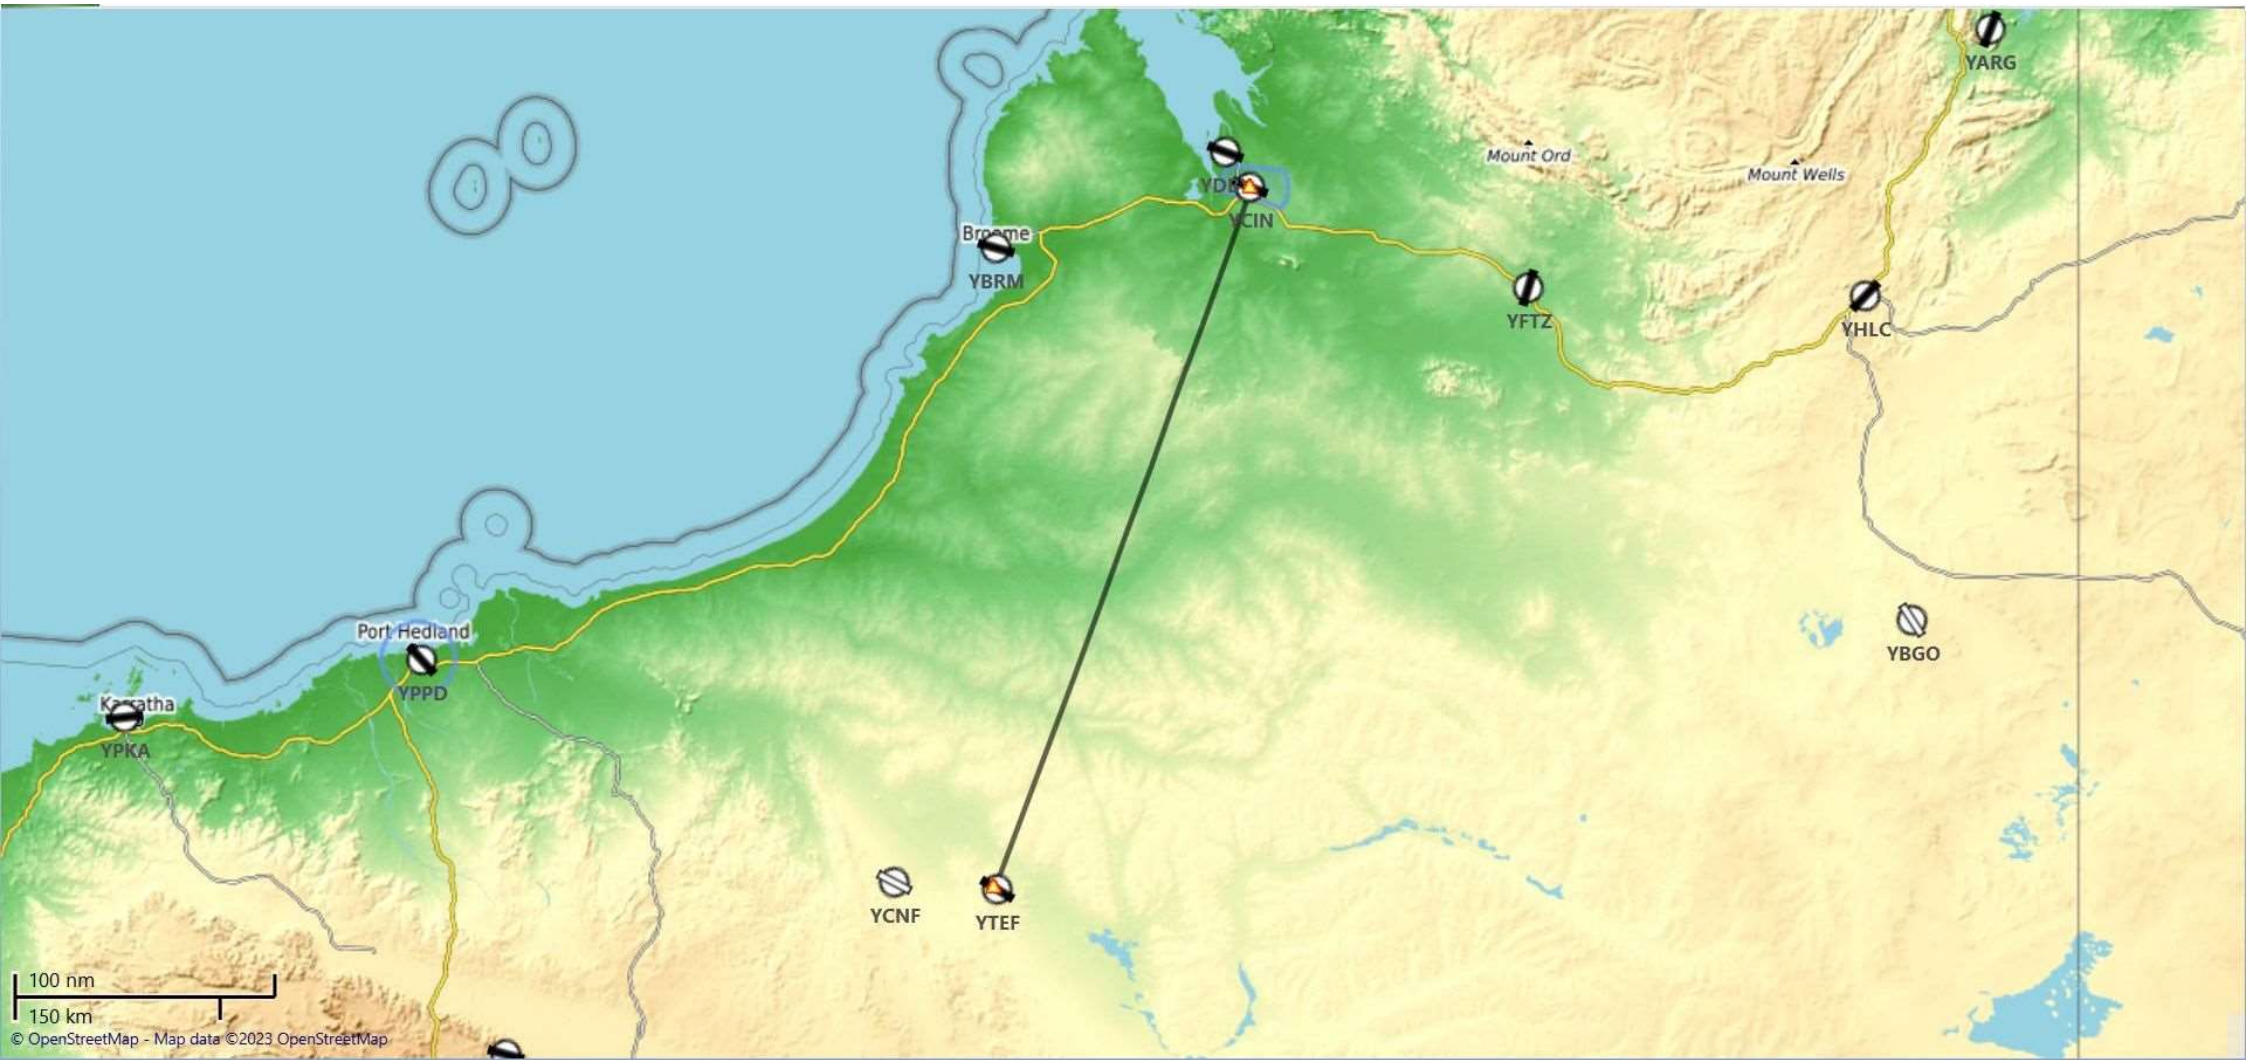 YARG
Mount Ord
Mount Wells
YCIN
Broome
YBRM
YFTZ
YHLC
Port Hedland
YPPD
YBGO
Karratha
YPKA
YCNF
YTEF
100 nm
150 km
© OpenStreetMap - Map data ©2023 OpenStreetMap